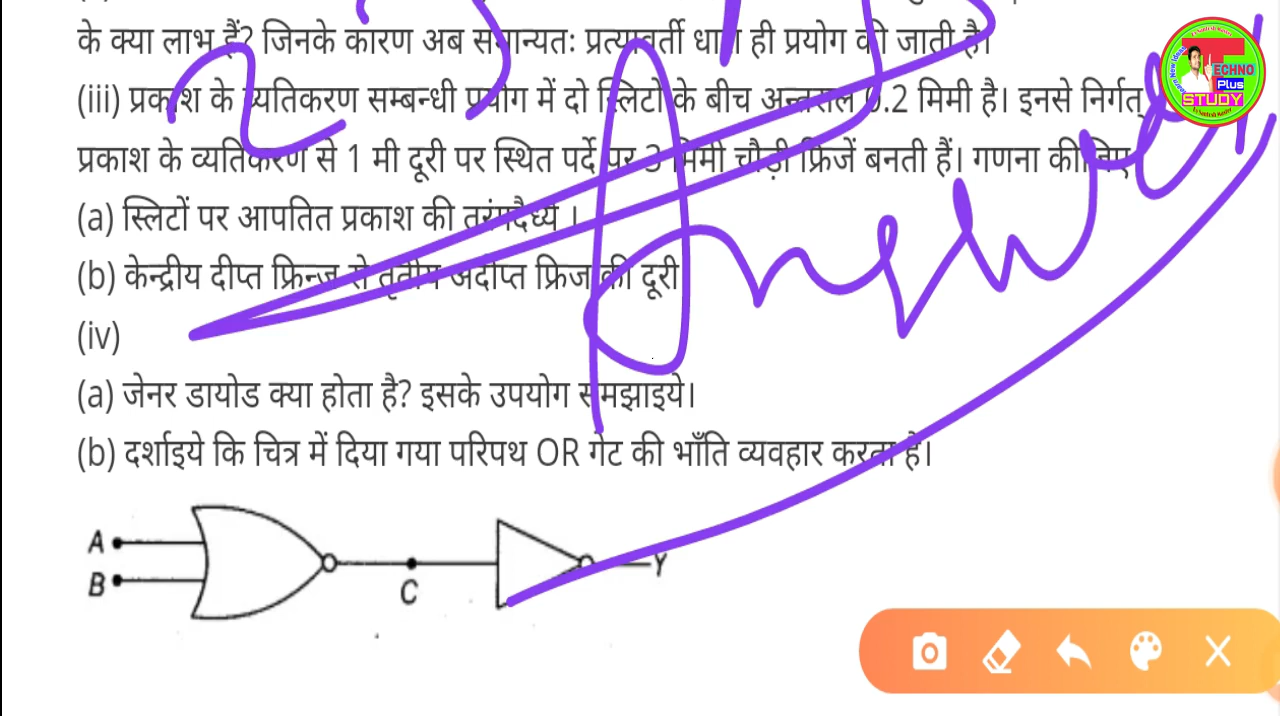 के क्या लाभ हैं? जिनके कारण अब सामान्यतः प्रत्यावर्ती धारा ही प्रयोग की जाती है।
(iii) प्रकाश के व्यतिकरण सम्बन्धी प्रयोग में दो स्लिटों के बीच अन्तराल 0.2 मिमी है। इनसे निर्गत्
प्रकाश के व्यतिकरण से 1 मी दूरी पर स्थित पर्दे पर 3 मिमी चौड़ी फ्रिजें बनती हैं। गणना कीजिए
(a) स्लिटों पर आपतित प्रकाश की तरंगदैर्ध्य ।
(b) केन्द्रीय दीप्त फ्रिन्ज से तृतीय अदीप्त फ्रिज की दूरी
(iv)
(a) जेनर डायोड क्या होता है? इसके उपयोग समझाइये।
(b) दर्शाइये कि चित्र में दिया गया परिपथ OR गेट की भाँति व्यवहार करता है।
A
B
C
Y
Answer
TECHNO
Plus
STUDY